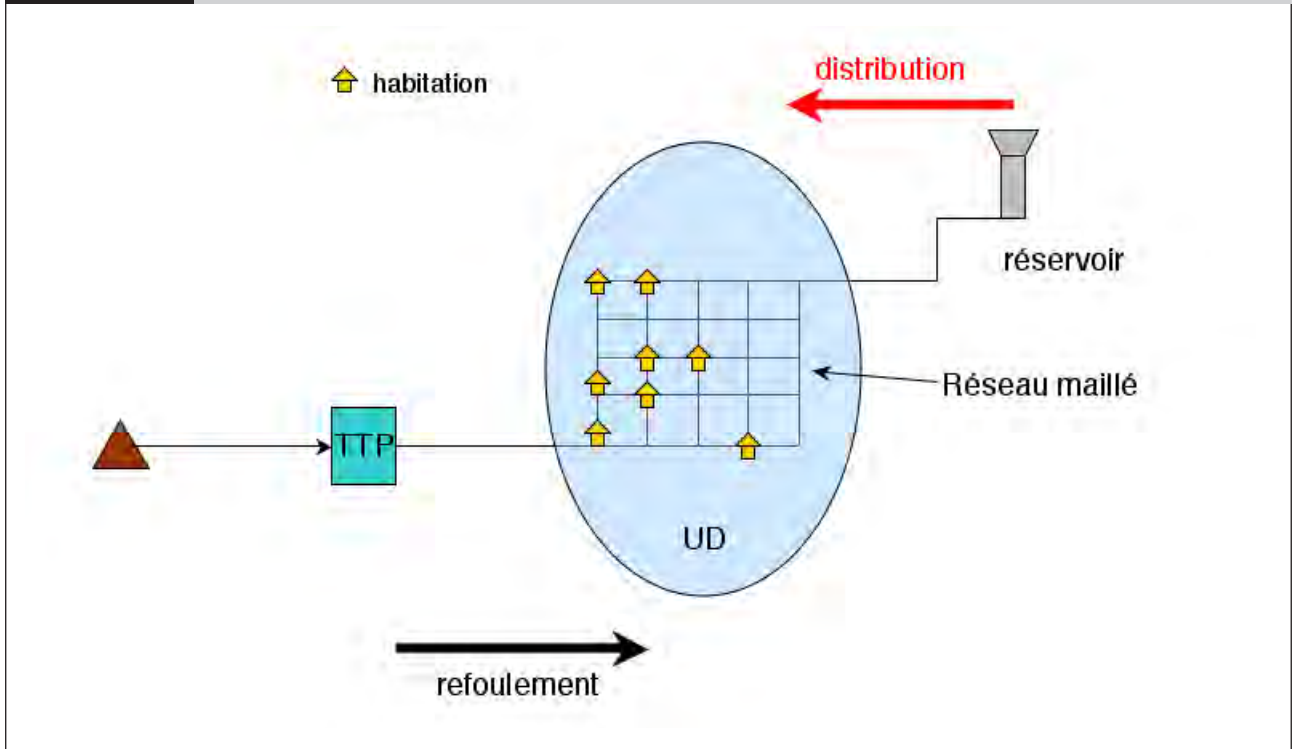 distribution
habitation
réservoir
Réseau maillé
TTP
UD
refoulement